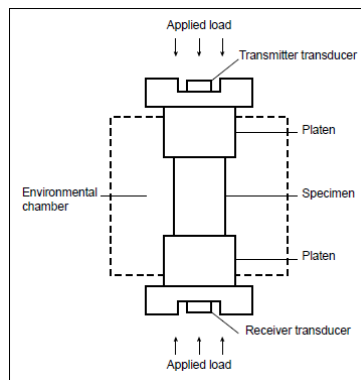 Applied load
Transmitter transducer
Platen
Environmental
chamber
Specimen
Platen
Receiver transducer
Applied load